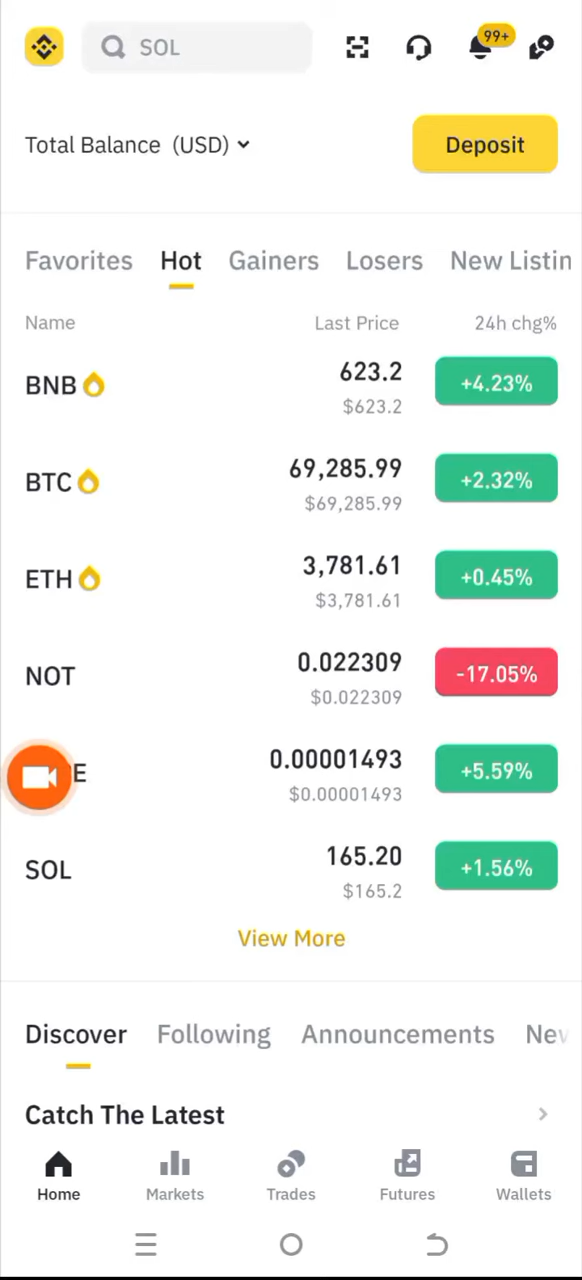 SOL
99+
Total Balance (USD)
Deposit
Favorites Hot Gainers Losers New Listin
Name Last Price 24h chg%
BNB 623.2 +4.23%
$623.2
BTC 69,285.99 +2.32%
$69,285.99
ETH 3,781.61 +0.45%
$3,781.61
NOT 0.022309 -17.05%
$0.022309
E 0.00001493 +5.59%
$0.00001493
SOL 165.20 +1.56%
$165.2
View More
Discover Following Announcements New
Catch The Latest
Home Markets Trades Futures Wallets